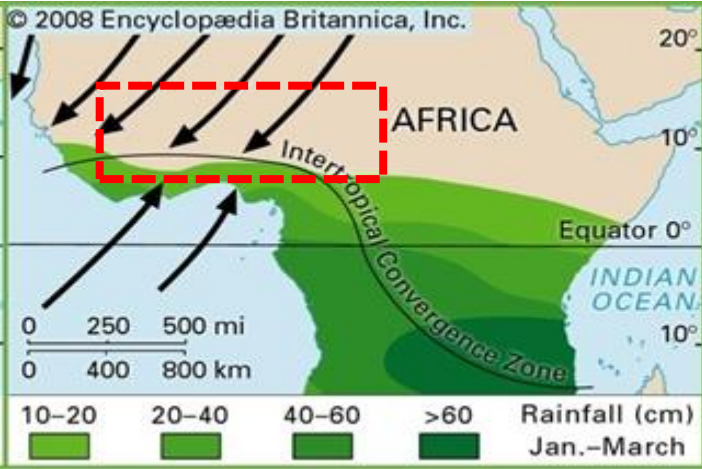 © 2008 Encyclopædia Britannica, Inc.
20°
AFRICA
10°
Intertropical Convergence Zone
Equator 0°
INDIAN
OCEAN
0 250 500 mi
10°
0 400 800 km
10–20 20–40 40–60 >60 Rainfall (cm)
Jan.–March